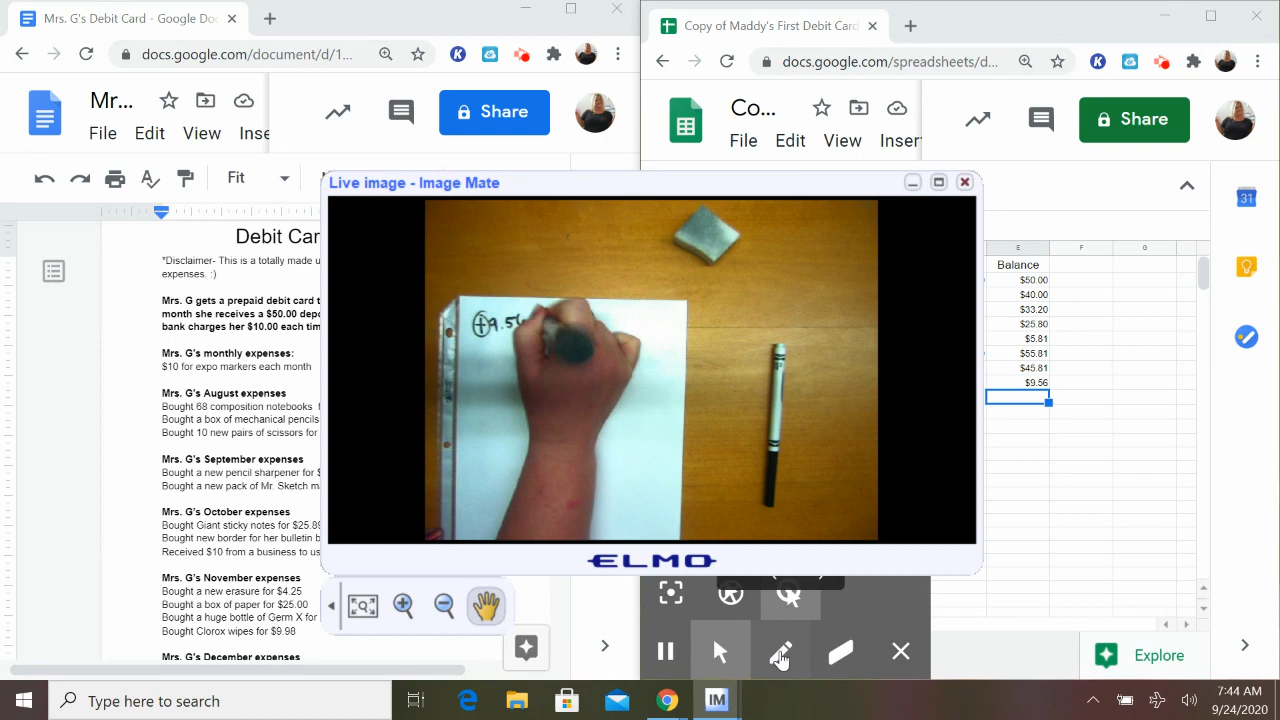 Mrs. G's Debit Card - Google Do
Copy of Maddy's First Debit Card
docs.google.com/document/d/1...
docs.google.com/spreadsheets/d...
Mr...
Share
File Edit View Inse
Co...
Share
File Edit View Inser
Fit
Live image - Image Mate
31
Debit Car
*Disclaimer- This is a totally made u
expenses. :)
Mrs. G gets a prepaid debit card t
month she receives a $50.00 depo
bank charges her $10.00 each tim
Mrs. G's monthly expenses:
$10 for expo markers each month
Mrs. G's August expenses
Bought 68 composition notebooks f
Bought a box of mechanical pencils
Bought 10 new pairs of scissors for
Mrs. G's September expenses
Bought a new pencil sharpener for $
Bought a new pack of Mr. Sketch m
Mrs. G's October expenses
Bought Giant sticky notes for $25.89
Bought new border for her bulletin b
Received $10 from a business to us
Mrs. G's November expenses
Bought a new erasure for $4.25
Bought a box of paper for $25.00
Bought a huge bottle of Germ X for
Bought Clorox wipes for $9.98
Mrs. G's December expenses
+9.56
ELMO
E F G
Balance
$50.00
$40.00
$33.20
$25.80
$5.81
$55.81
$45.81
$9.56
Explore
Type here to search
IM
7:44 AM
9/24/2020